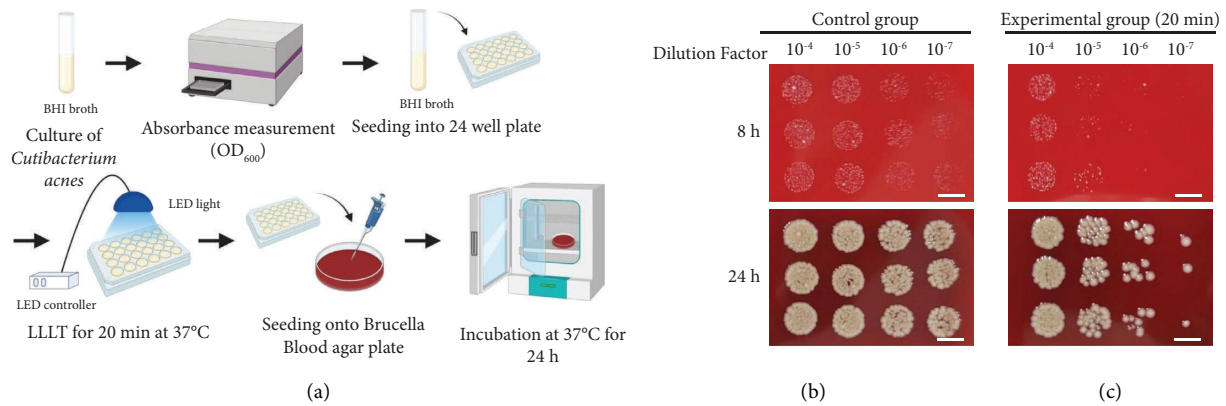 BHI broth
Culture of
Cutibacterium
acnes
Absorbance measurement
(OD600)
BHI broth
Seeding into 24 well plate
LED light
LED controller
LLLT for 20 min at 37°C
Seeding onto Brucella
Blood agar plate
Incubation at 37°C for
24 h
(a)
Control group
Dilution Factor
10-4 10-5 10-6 10-7
8 h
24 h
(b)
Experimental group (20 min)
10-4 10-5 10-6 10-7
(c)